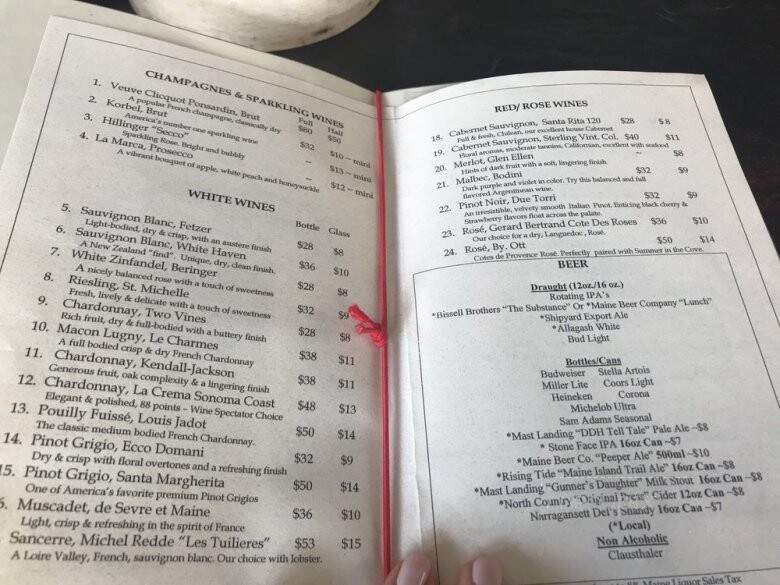 CHAMPAGNES & SPARKLING WINES
Full Half
1. Veuve Clicquot Ponsardin, Brut $80 $50
A popular French champagne, classically dry
2. Korbel, Brut $32 $10 – mini
America's number one sparkling wine
3. Hillinger "Secco" -- $13 – mini
Sparkling Rose. Bright and bubbly
4. La Marca, Prosecco -- $12 – mini
A vibrant bouquet of apple, white peach and honeysuckle
WHITE WINES
Bottle Glass
5. Sauvignon Blanc, Fetzer $28 $8
Light-bodied, dry & crisp, with an austere finish
6. Sauvignon Blanc, White Haven $36 $10
A New Zealand "find". Unique, dry, clean finish.
7. White Zinfandel, Beringer $28 $8
A nicely balanced rose with a touch of sweetness
8. Riesling, St. Michelle $32 $9
Fresh, lively & delicate with a touch of sweetness
9. Chardonnay, Two Vines $28 $8
Rich fruit, dry & full-bodied with a buttery finish
10. Macon Lugny, Le Charmes $38 $11
A full bodied crisp & dry French Chardonnay
11. Chardonnay, Kendall-Jackson $38 $11
Generous fruit, oak complexity & a lingering finish
12. Chardonnay, La Crema Sonoma Coast $48 $13
Elegant & polished, 88 points – Wine Spectator Choice
13. Pouilly Fuissé, Louis Jadot $50 $14
The classic medium bodied French Chardonnay.
14. Pinot Grigio, Ecco Domani $32 $9
Dry & crisp with floral overtones and a refreshing finish
15. Pinot Grigio, Santa Margherita $50 $14
One of America's favorite premium Pinot Grigios
6. Muscadet, de Sevre et Maine $36 $10
Light, crisp & refreshing in the spirit of France
Sancerre, Michel Redde "Les Tuilieres" $53 $15
A Loire Valley, French, sauvignon blanc. Our choice with lobster.
RED/ ROSE WINES
18. Cabernet Sauvignon, Santa Rita 120 $28 $ 8
Full & fresh, Chilean, our excellent house Cabernet
19. Cabernet Sauvignon, Sterling Vint. Col. $40 $11
Floral aromas, moderate tannins, Californian, excellent with seafood
20. Merlot, Glen Ellen -- $8
Hints of dark fruit with a soft, lingering finish
21. Malbec, Bodini $32 $9
Dark purple and violet in color. Try this balanced and full
flavored Argentinean wine.
22. Pinot Noir, Due Torri $32 $9
An irresistible, velvety smooth Italian Pinot. Enticing black cherry &
Strawberry flavors float across the palate.
23. Rosé, Gerard Bertrand Cote Des Roses $36 $10
Our choice for a dry, Languedoc, Rosé.
24. Rosé, By. Ott $50 $14
Cotes de Provence Rosé. Perfectly paired with Summer in the Cove.
BEER
Draught (12oz./16 oz.)
Rotating IPA's
*Bissell Brothers "The Substance" Or *Maine Beer Company "Lunch"
*Shipyard Export Ale
*Allagash White
Bud Light
Bottles/Cans
Budweiser Stella Artois
Miller Lite Coors Light
Heineken Corona
Michelob Ultra
Sam Adams Seasonal
*Mast Landing "DDH Tell Tale" Pale Ale ~$8
* Stone Face IPA 16oz Can ~$7
*Maine Beer Co. "Peeper Ale" 500ml ~$10
*Rising Tide "Maine Island Trail Ale" 16oz Can ~$8
*Mast Landing "Gunner's Daughter" Milk Stout 16oz Can ~$8
*North Country "Original Press" Cider 12oz Can ~$8
Narragansett Del's Shandy 16oz Can ~$7
(*Local)
Non Alcoholic
Clausthaler
Maine Liquor Sales Tax